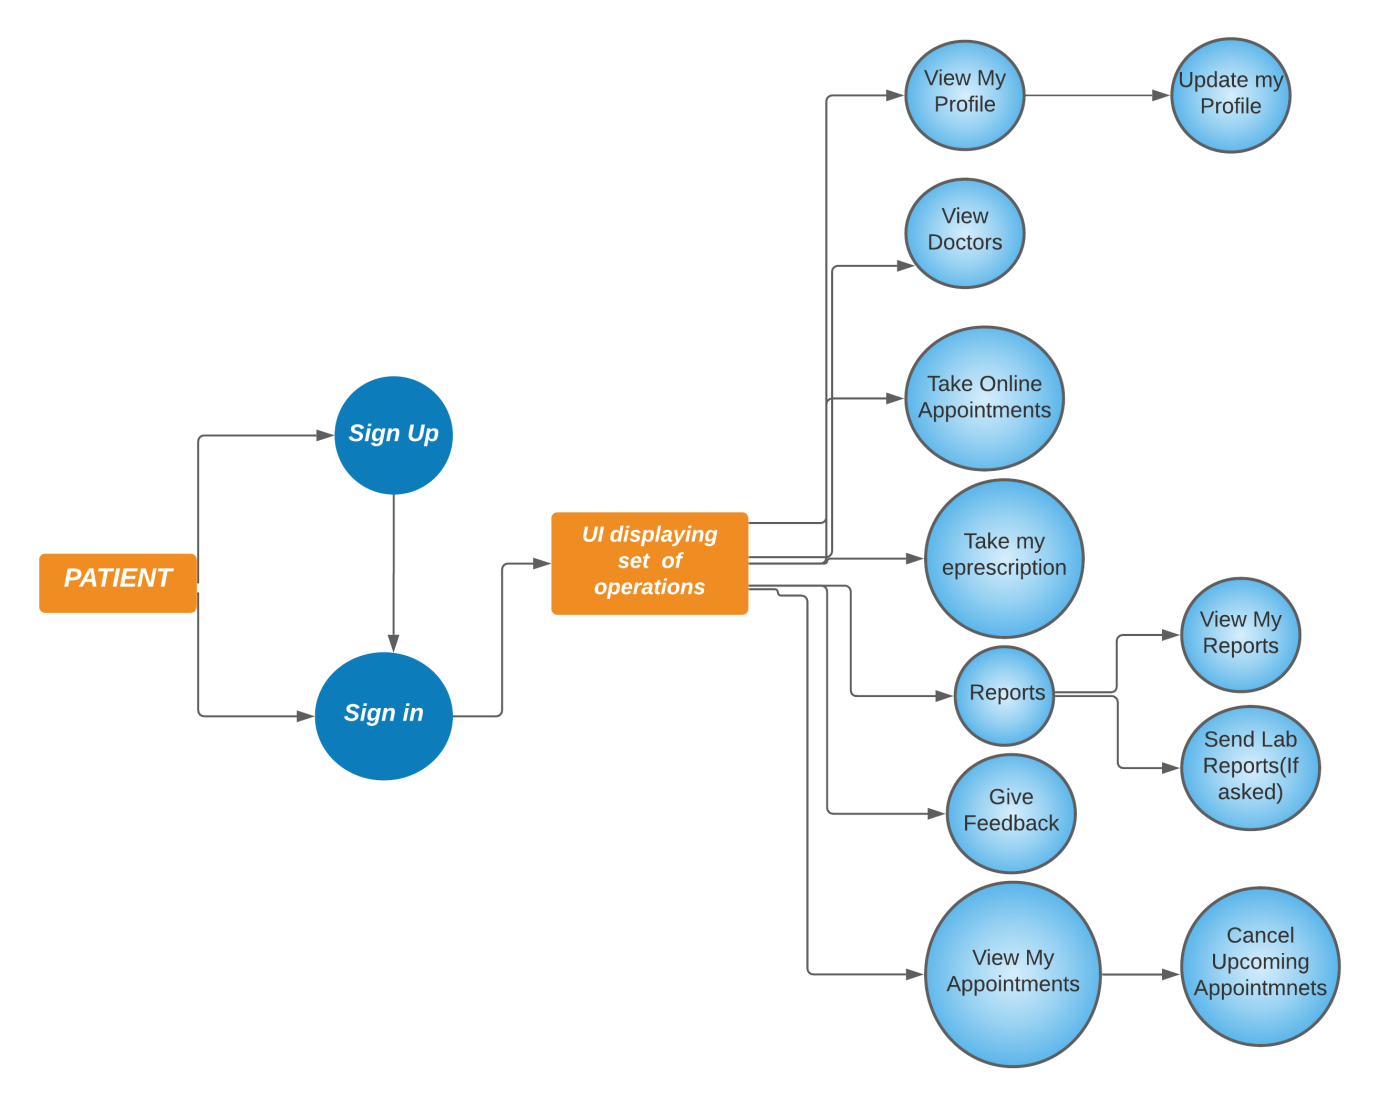 View My
Profile
Update my
Profile
View
Doctors
Take Online
Appointments
Sign Up
PATIENT
Sign in
UI displaying
set of
operations
Take my
eprescription
Reports
View My
Reports
Send Lab
Reports(If
asked)
Give
Feedback
View My
Appointments
Cancel
Upcoming
Appointmnets